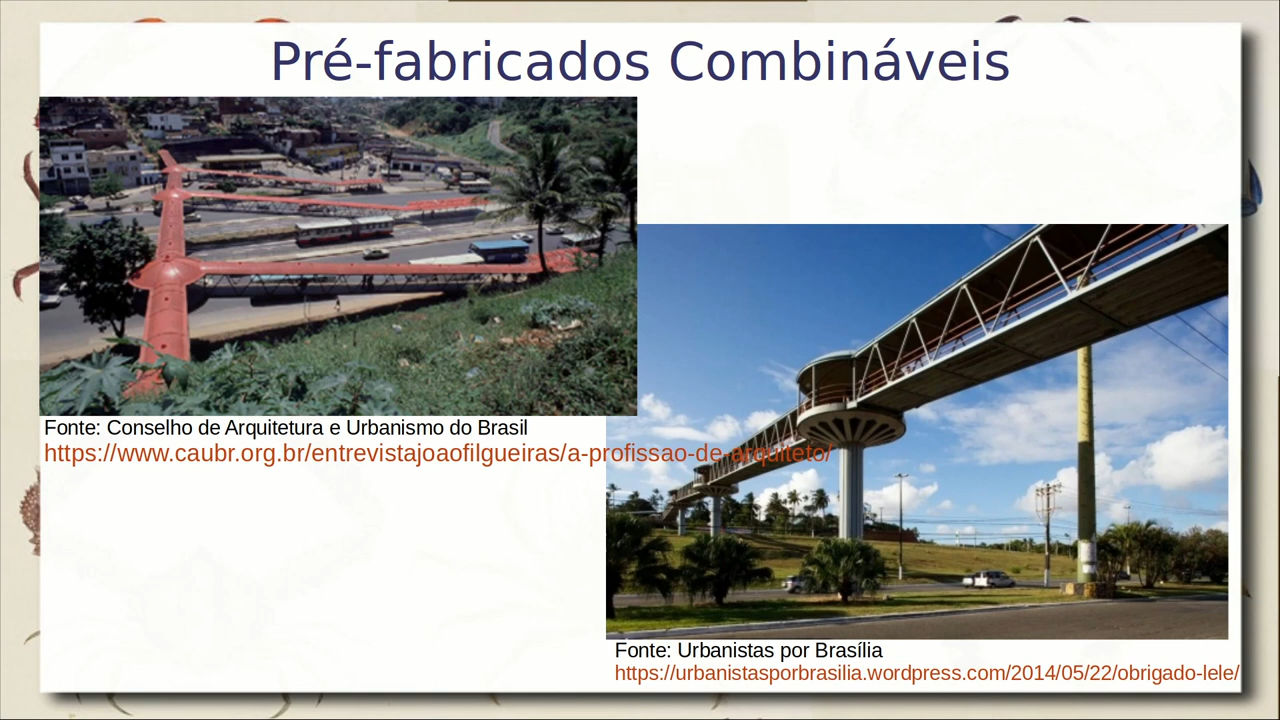 Pré-fabricados Combináveis
Fonte: Conselho de Arquitetura e Urbanismo do Brasil
https://www.caubr.org.br/entrevistajoaofilgueiras/a-profissao-de-arquiteto/
Fonte: Urbanistas por Brasília
https://urbanistasporbrasilia.wordpress.com/2014/05/22/obrigado-lele/